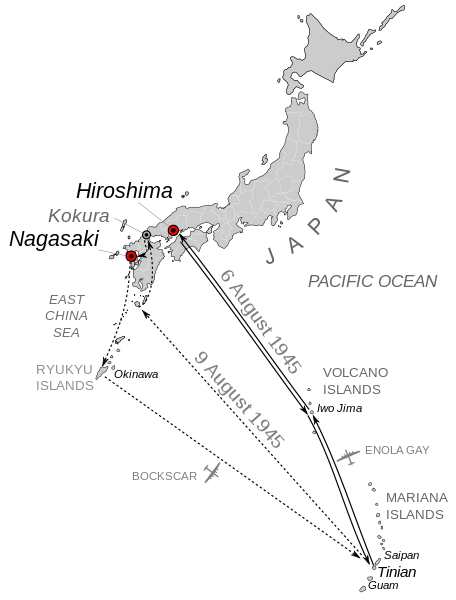 Hiroshima
Kokura
Nagasaki
JAPAN
PACIFIC OCEAN
6 August 1945
EAST
CHINA
SEA
9 August 1945
RYUKYU
ISLANDS
Okinawa
VOLCANO
ISLANDS
Iwo Jima
ENOLA GAY
BOCKSCAR
MARIANA
ISLANDS
Saipan
Tinian
Guam